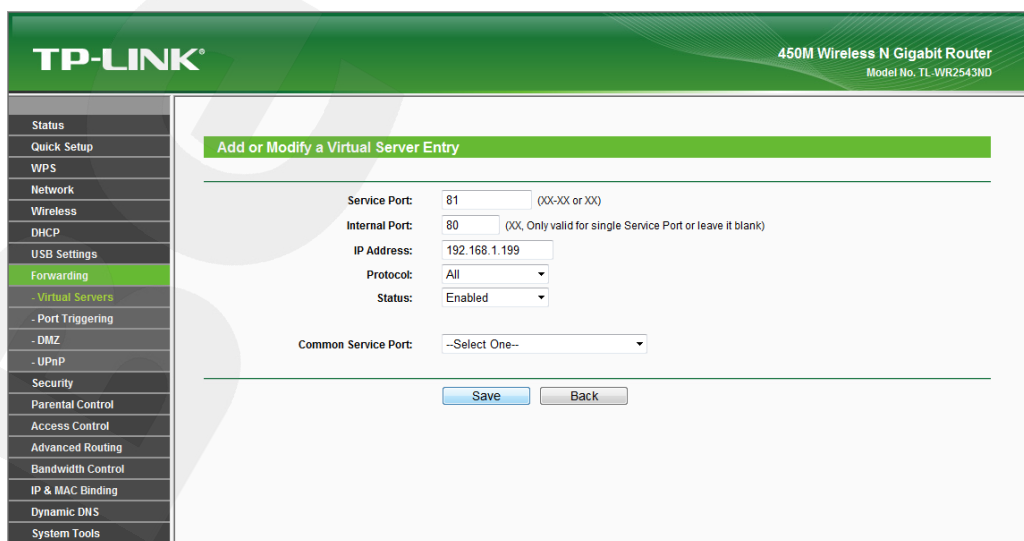 TP-LINK®
450M Wireless N Gigabit Router
Model No. TL-WR2543ND
Status
Quick Setup
WPS
Network
Wireless
DHCP
USB Settings
Forwarding
- Virtual Servers
- Port Triggering
- DMZ
- UPnP
Security
Parental Control
Access Control
Advanced Routing
Bandwidth Control
IP & MAC Binding
Dynamic DNS
System Tools
Add or Modify a Virtual Server Entry
Service Port: 81 (XX-XX or XX)
Internal Port: 80 (XX, Only valid for single Service Port or leave it blank)
IP Address: 192.168.1.199
Protocol: All
Status: Enabled
Common Service Port: --Select One--
Save Back